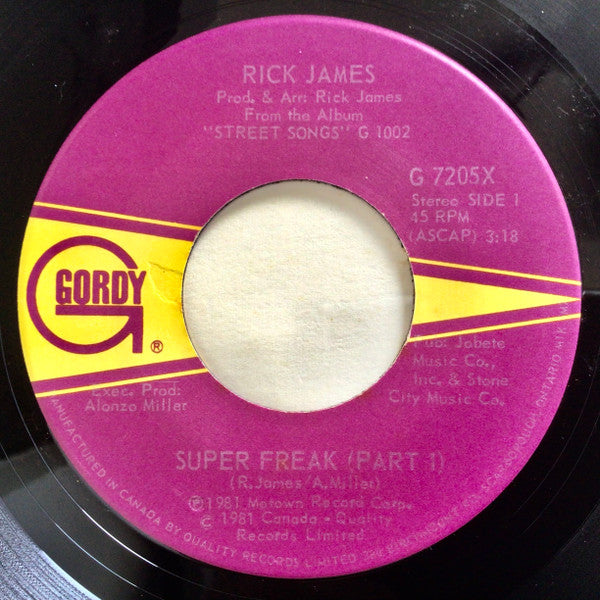 RICK JAMES
Prod. & Arr: Rick James
From the Album
"STREET SONGS" G 1002
G 7205X
Stereo SIDE 1
45 RPM
(ASCAP) 3:18
GORDY
®
Pub: Jobete
Music Co.,
Inc. & Stone
City Music Co.
Exec. Prod:
Alonzo Miller
SUPER FREAK (PART 1)
(R.James/A.Miller)
℗1981 Motown Record Corp.
© 1981 Canada - Quality
Records Limited
MANUFACTURED IN CANADA BY QUALITY RECORDS LIMITED SCARBOROUGH ONTARIO